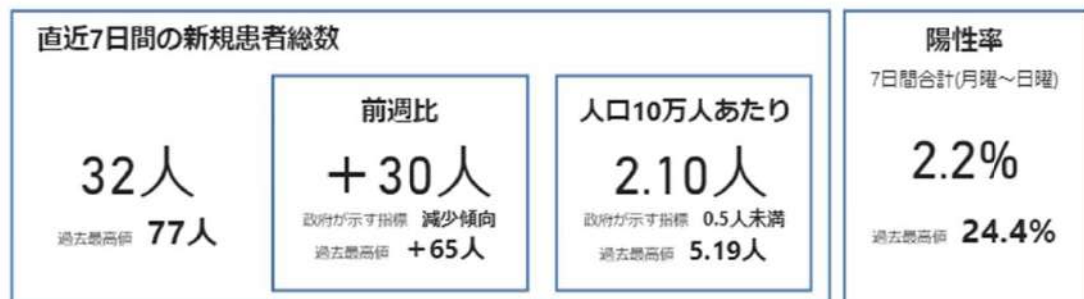 直近7日間の新規患者総数
32人
過去最高値 77人
前週比
＋30人
政府が示す指標 減少傾向
過去最高値 ＋65人
人口10万人あたり
2.10人
政府が示す指標 0.5人未満
過去最高値 5.19人
陽性率
7日間合計(月曜～日曜)
2.2%
過去最高値 24.4%